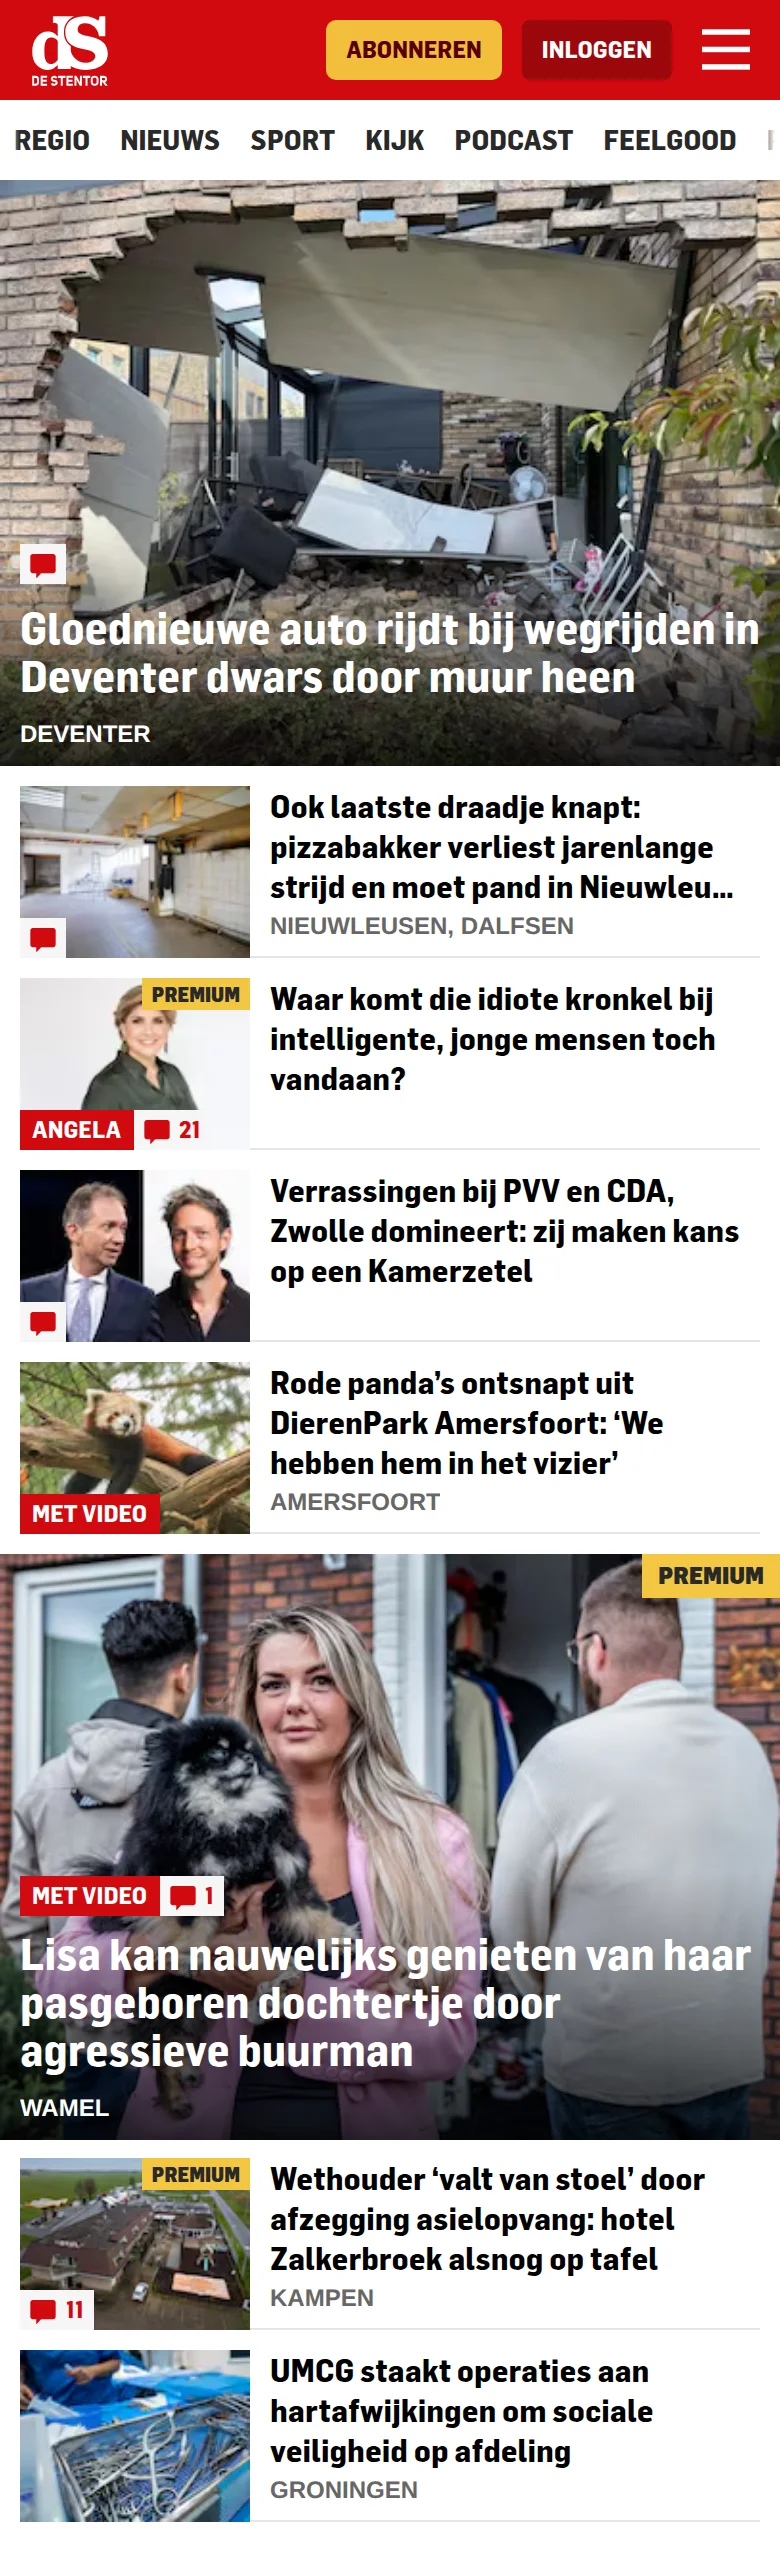 dS
DE STENTOR
ABONNEREN
INLOGGEN
REGIO NIEUWS SPORT KIJK PODCAST FEELGOOD
Gloednieuwe auto rijdt bij wegrijden in
Deventer dwars door muur heen
DEVENTER
Ook laatste draadje knapt:
pizzabakker verliest jarenlange
strijd en moet pand in Nieuwleu...
NIEUWLEUSEN, DALFSEN
PREMIUM
ANGELA
21
Waar komt die idiote kronkel bij
intelligente, jonge mensen toch
vandaan?
Verrassingen bij PVV en CDA,
Zwolle domineert: zij maken kans
op een Kamerzetel
MET VIDEO
Rode panda’s ontsnapt uit
DierenPark Amersfoort: ‘We
hebben hem in het vizier’
AMERSFOORT
PREMIUM
MET VIDEO
1
Lisa kan nauwelijks genieten van haar
pasgeboren dochtertje door
agressieve buurman
WAMEL
PREMIUM
11
Wethouder ‘valt van stoel’ door
afzegging asielopvang: hotel
Zalkerbroek alsnog op tafel
KAMPEN
UMCG staakt operaties aan
hartafwijkingen om sociale
veiligheid op afdeling
GRONINGEN